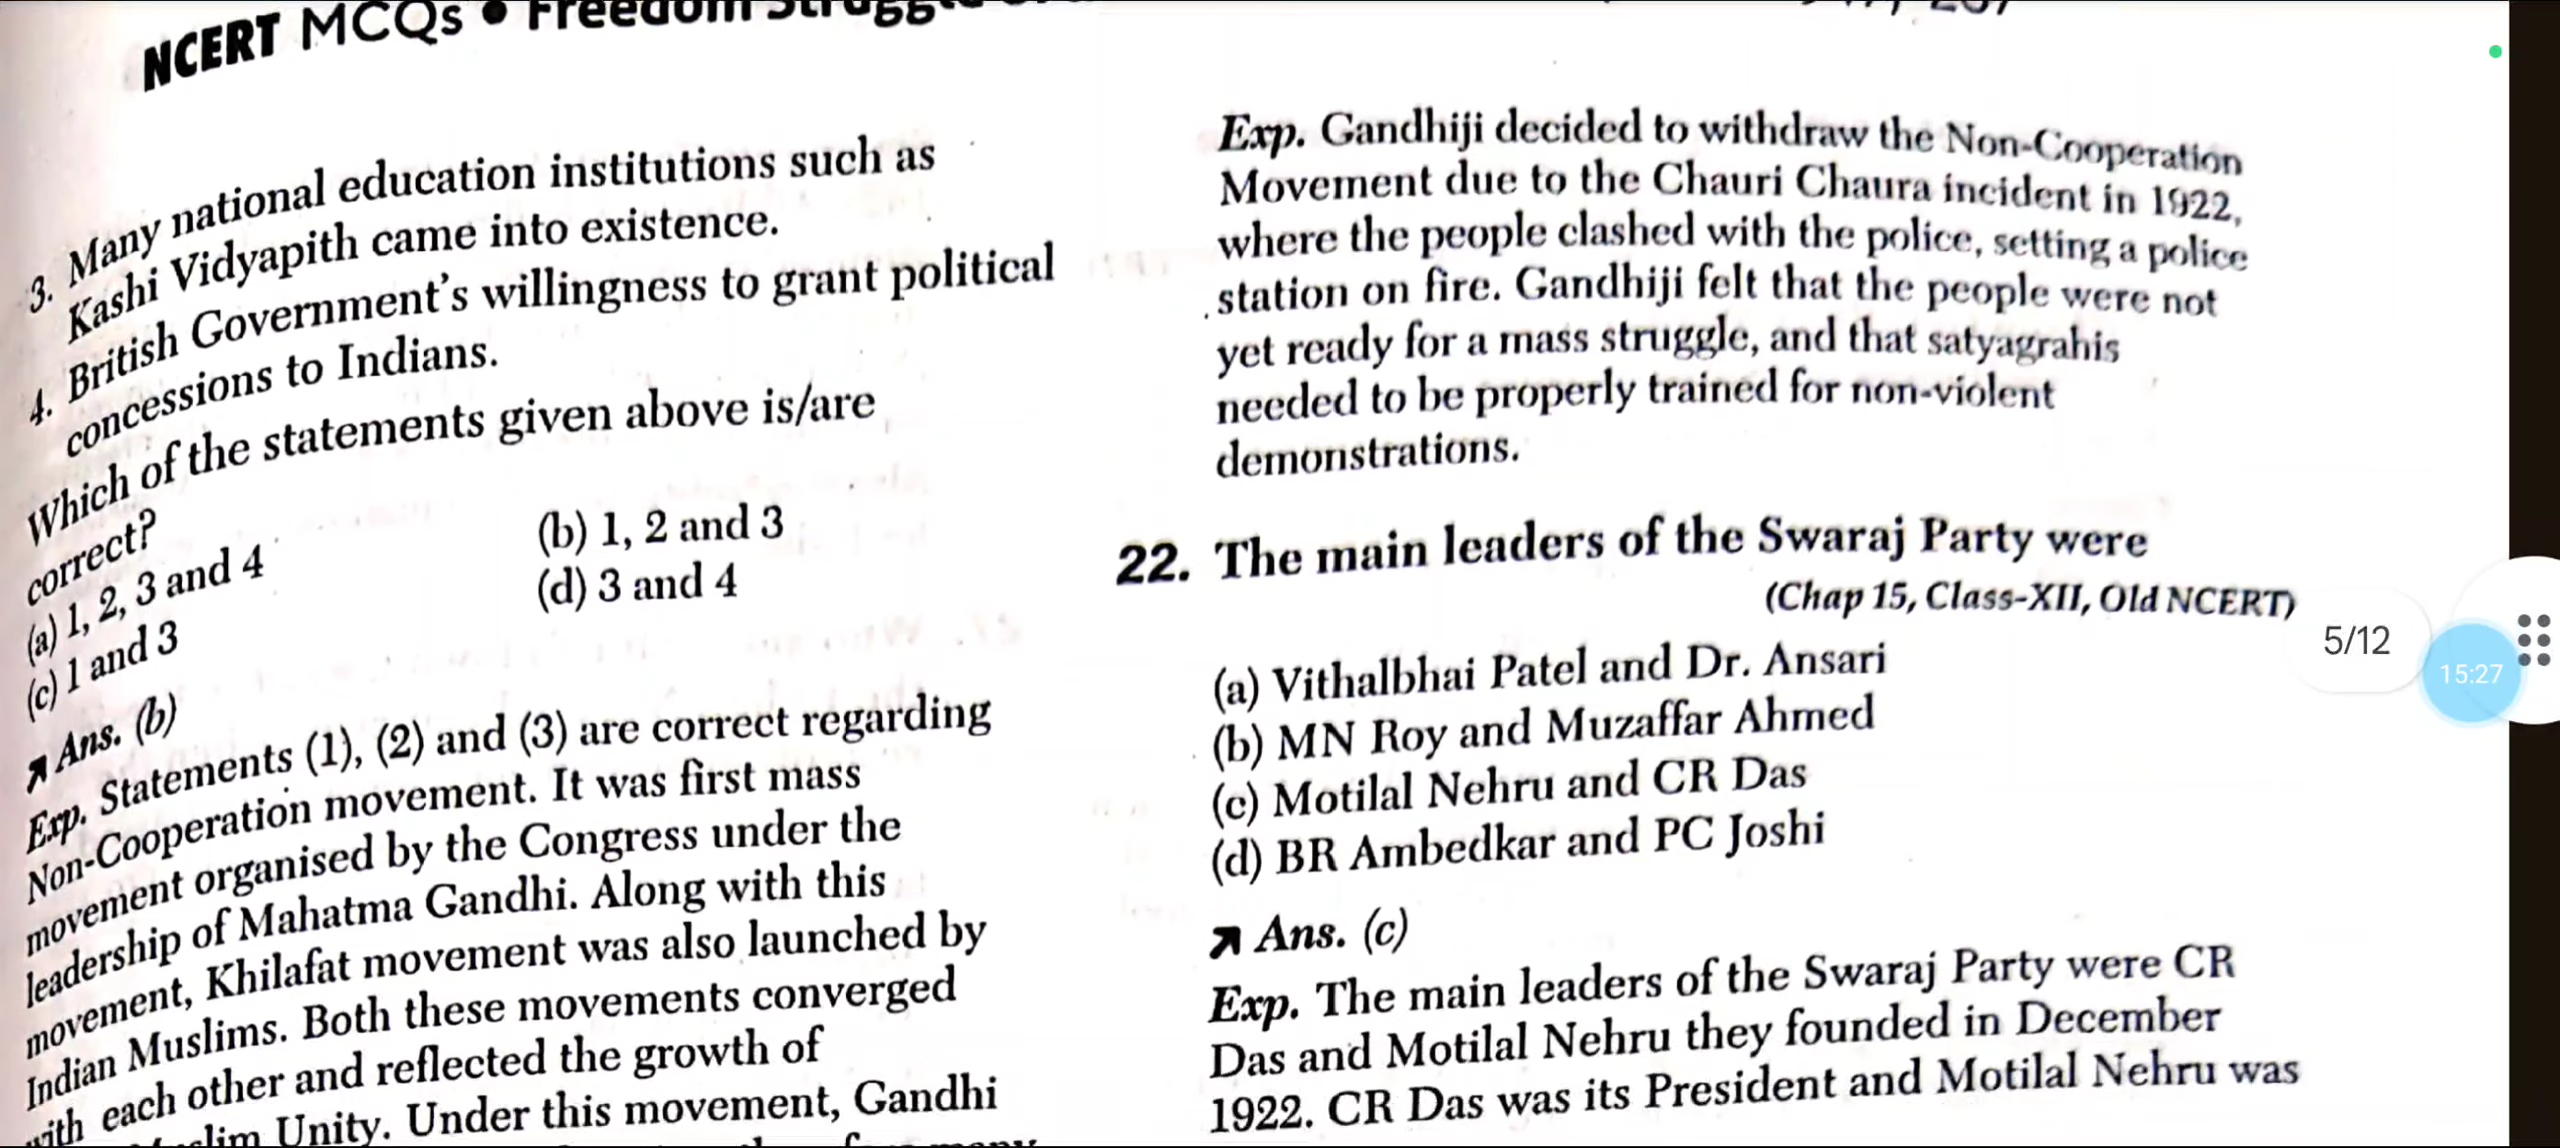 NCERT MCQs • Freedom
3. Many national education institutions such as
Kashi Vidyapith came into existence.
4. British Government's willingness to grant political
concessions to Indians.
Which of the statements given above is/are
correct?
(a) 1, 2, 3 and 4
(b) 1, 2 and 3
(c) 1 and 3
(d) 3 and 4
Ans. (b)
Exp. Statements (1), (2) and (3) are correct regarding
Non-Cooperation movement. It was first mass
movement organised by the Congress under the
leadership of Mahatma Gandhi. Along with this
movement, Khilafat movement was also launched by
Indian Muslims. Both these movements converged
with each other and reflected the growth of
Unity. Under this movement, Gandhi
Exp. Gandhiji decided to withdraw the Non-Cooperation
Movement due to the Chauri Chaura incident in 1922,
where the people clashed with the police, setting a police
station on fire. Gandhiji felt that the people were not
yet ready for a mass struggle, and that satyagrahis
needed to be properly trained for non-violent
demonstrations.
22. The main leaders of the Swaraj Party were
(Chap 15, Class-XII, Old NCERT)
(a) Vithalbhai Patel and Dr. Ansari
(b) MN Roy and Muzaffar Ahmed
(c) Motilal Nehru and CR Das
(d) BR Ambedkar and PC Joshi
Ans. (c)
Exp. The main leaders of the Swaraj Party were CR
Das and Motilal Nehru they founded in December
1922. CR Das was its President and Motilal Nehru was
5/12
15:27